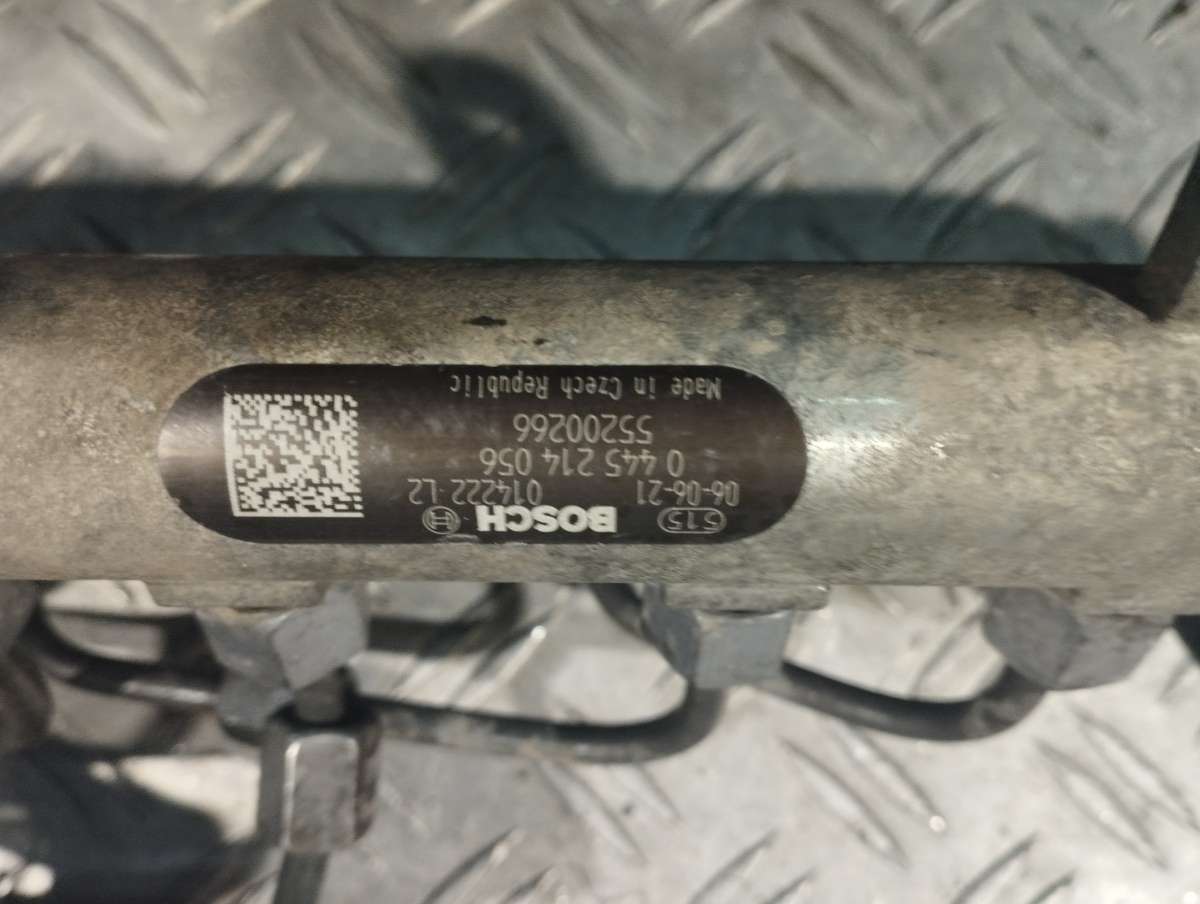 515 BOSCH
06-06-21 014222 L2
0 445 214 056
55200266
Made in Czech Republic